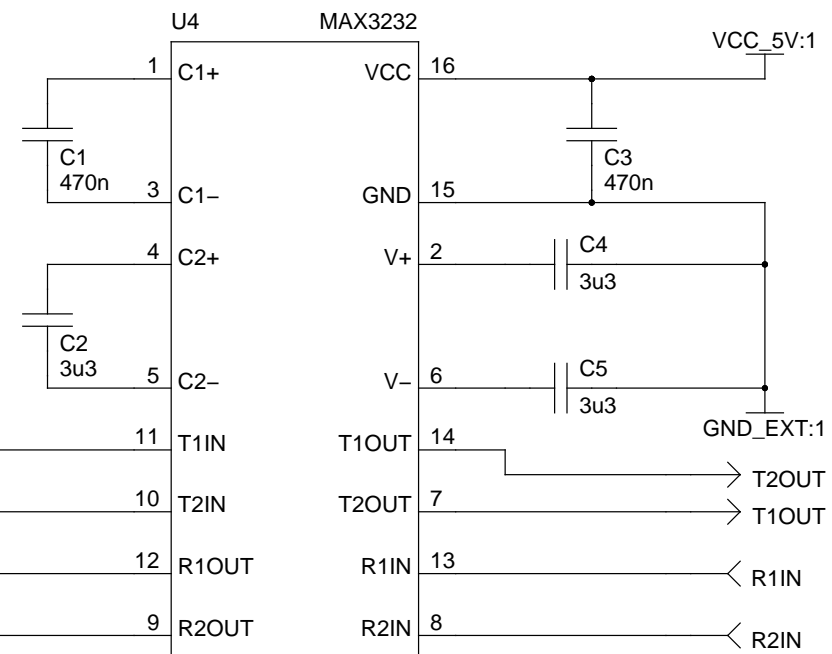 U4 MAX3232
VCC_5V:1
1 C1+ VCC 16
C1
470n
C3
470n
3 C1– GND 15
4 C2+ V+ 2
C4
3u3
C2
3u3
5 C2– V– 6
C5
3u3
GND_EXT:1
11 T1IN T1OUT 14
T2OUT
10 T2IN T2OUT 7
T1OUT
12 R1OUT R1IN 13
R1IN
9 R2OUT R2IN 8
R2IN